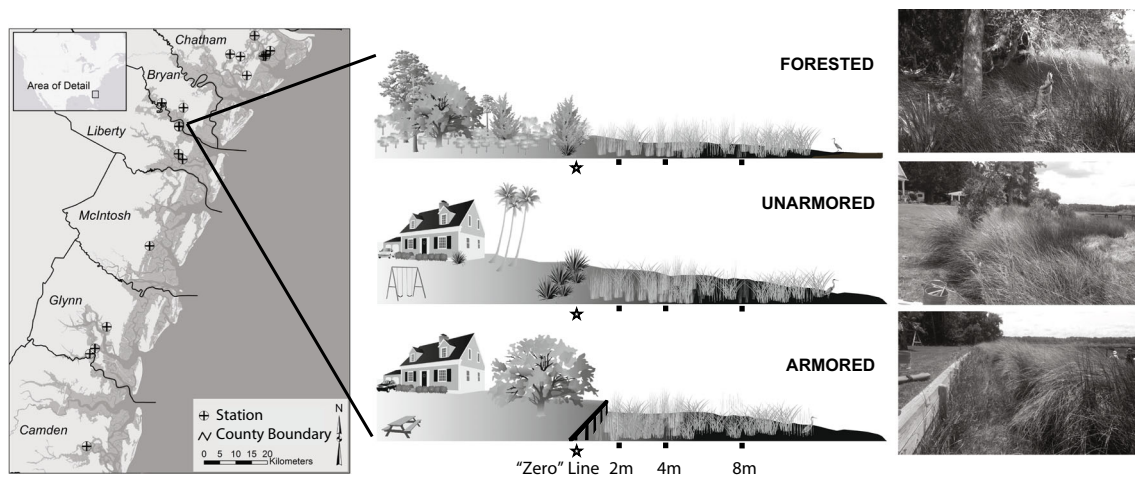 Area of Detail
Chatham
Bryan
Liberty
McIntosh
Glynn
Camden
Station
County Boundary
N
0 5 10 15 20
Kilometers
FORESTED
UNARMORED
ARMORED
"Zero" Line 2m 4m 8m